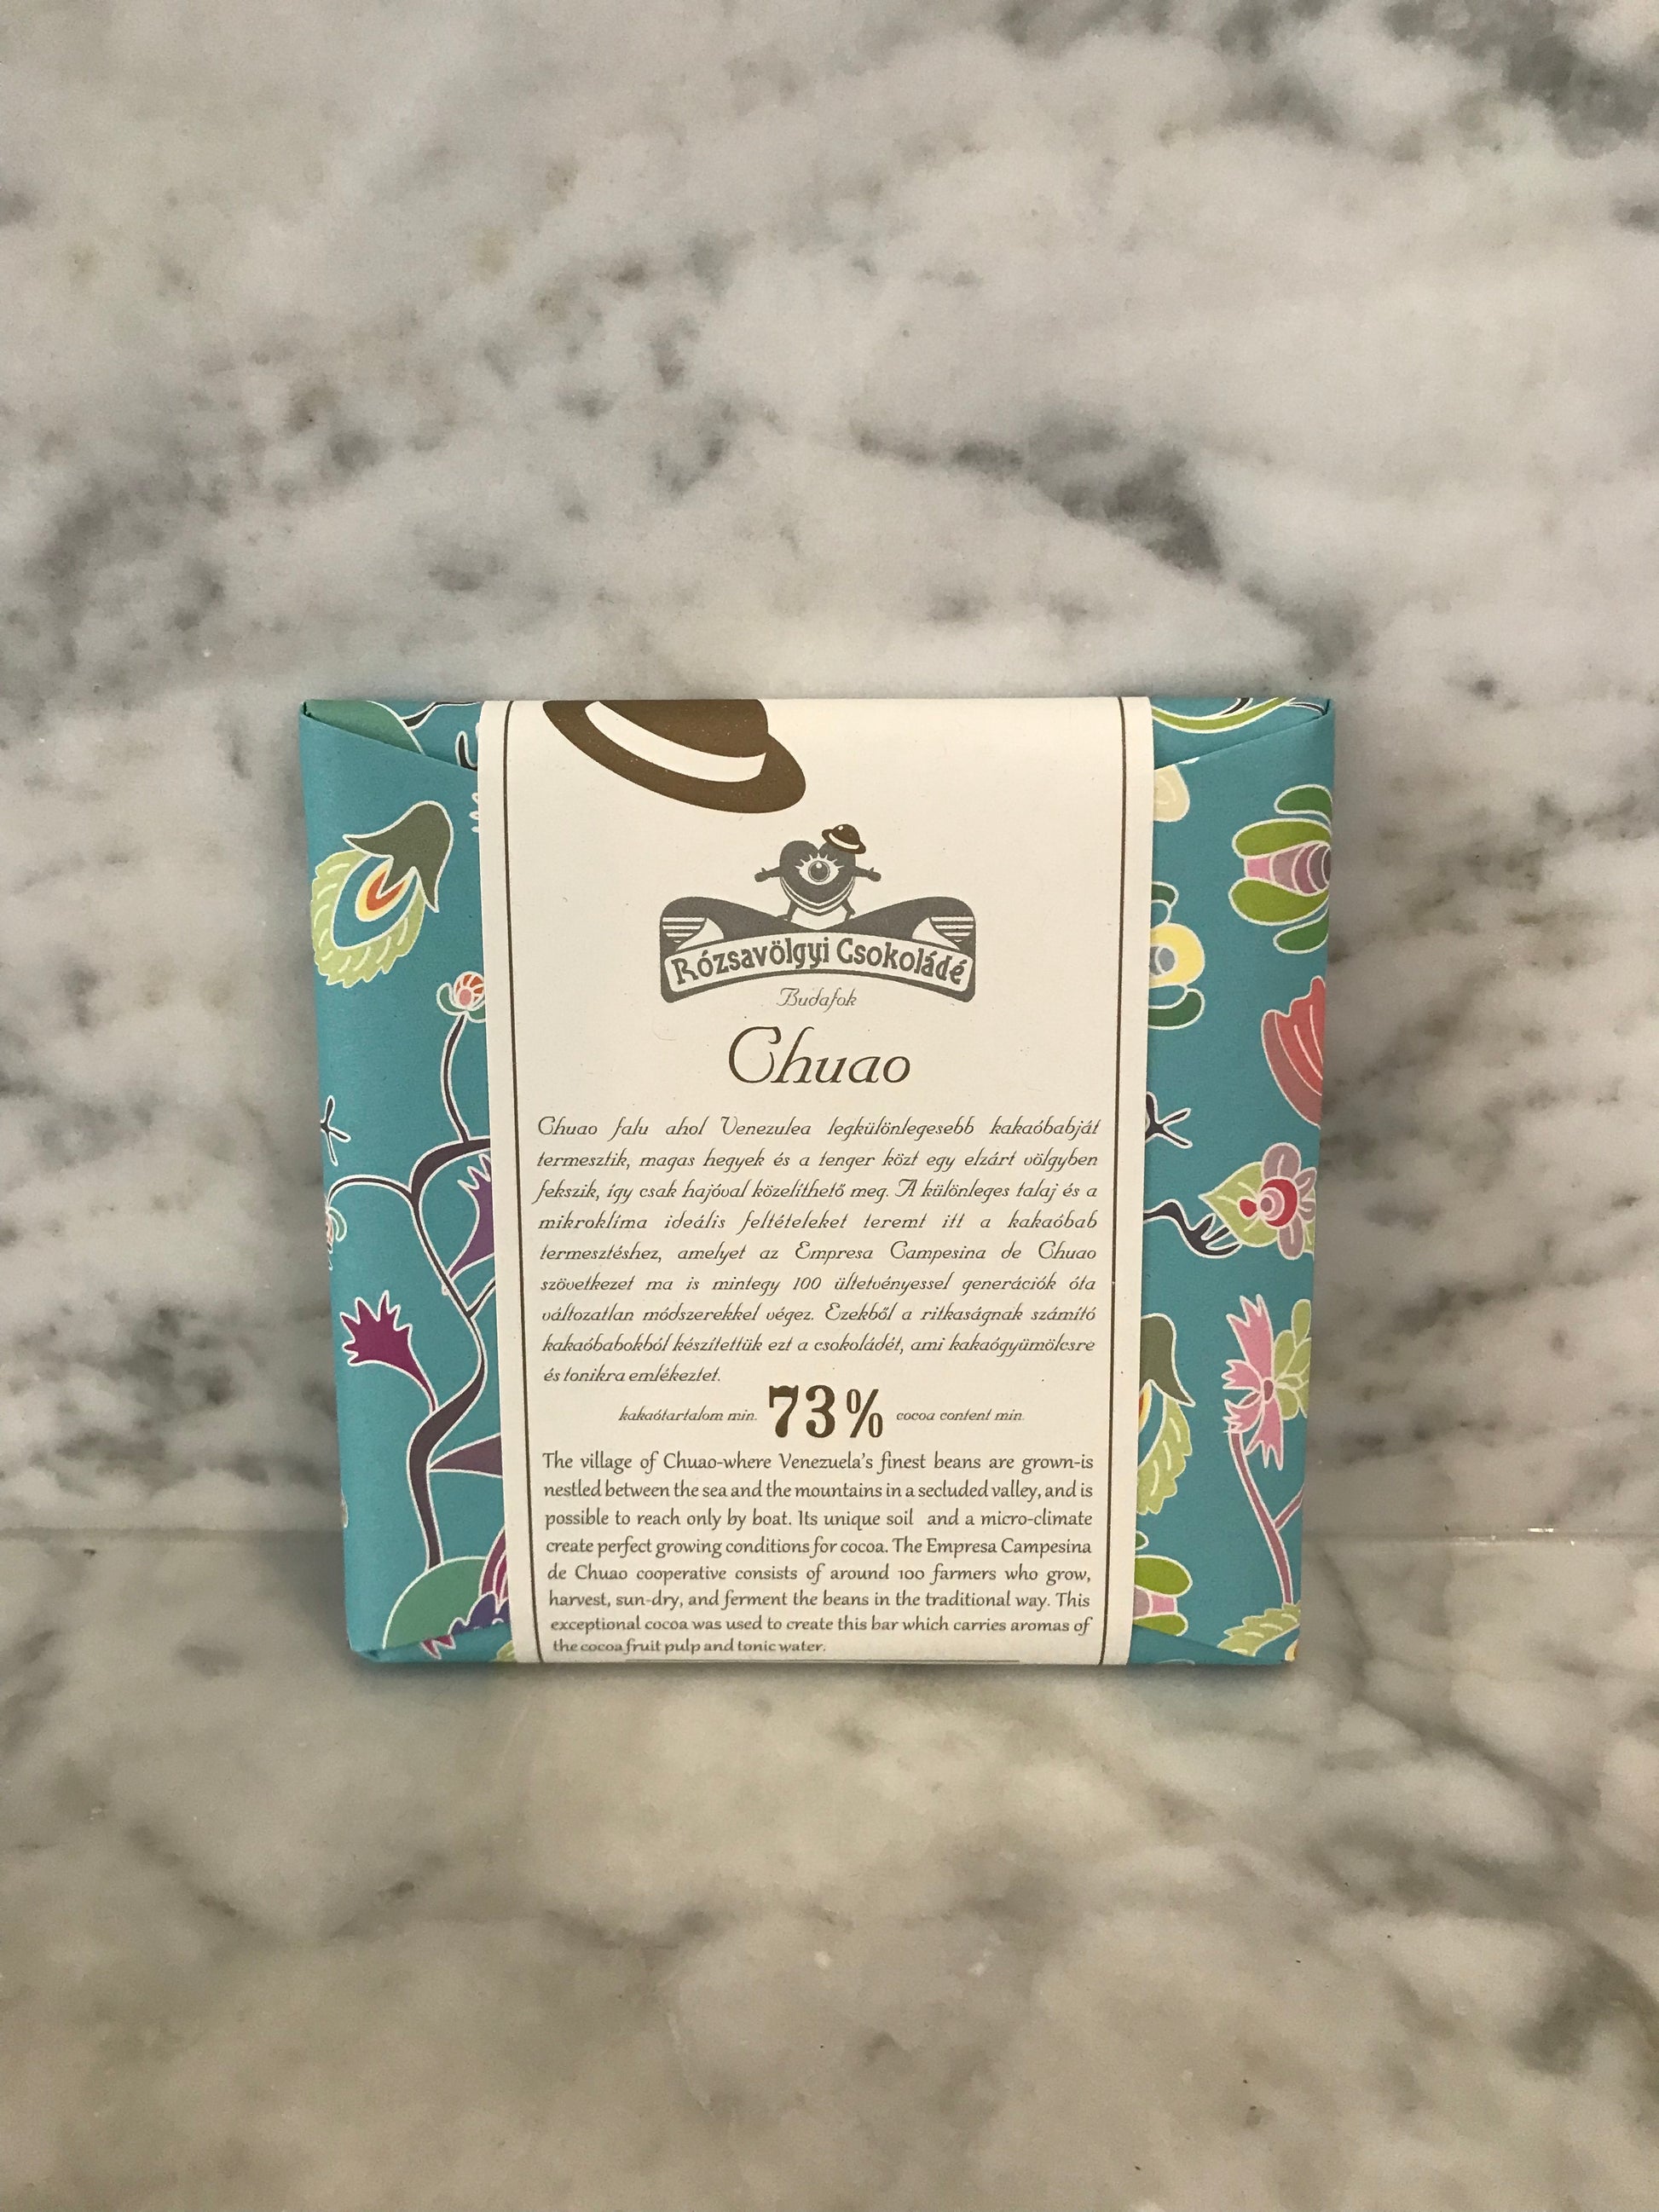 Rózsavölgyi Csokoládé
Budafok
Chuao
Chuao falu ahol Venezulea legkülönlegesebb kakaóbabját
termesztik, magas hegyek és a tenger közt egy elzárt völgyben
fekszik, így csak hajóval közelíthető meg. A különleges talaj és a
mikroklíma ideális feltételeket teremt itt a kakaóbab
termesztéshez, amelyet az Empresa Campesina de Chuao
szövetkezet ma is mintegy 100 ültetvényessel generációk óta
változatlan módszerekkel végez. Ezekből a ritkaságnak számító
kakaóbabokból készítettük ezt a csokoládét, ami kakaógyümölcsre
és tonikra emlékeztet.
kakaótartalom min. 73% cocoa content min.
The village of Chuao-where Venezuela's finest beans are grown-is
nestled between the sea and the mountains in a secluded valley, and is
possible to reach only by boat. Its unique soil and a micro-climate
create perfect growing conditions for cocoa. The Empresa Campesina
de Chuao cooperative consists of around 100 farmers who grow,
harvest, sun-dry, and ferment the beans in the traditional way. This
exceptional cocoa was used to create this bar which carries aromas of
the cocoa fruit pulp and tonic water.